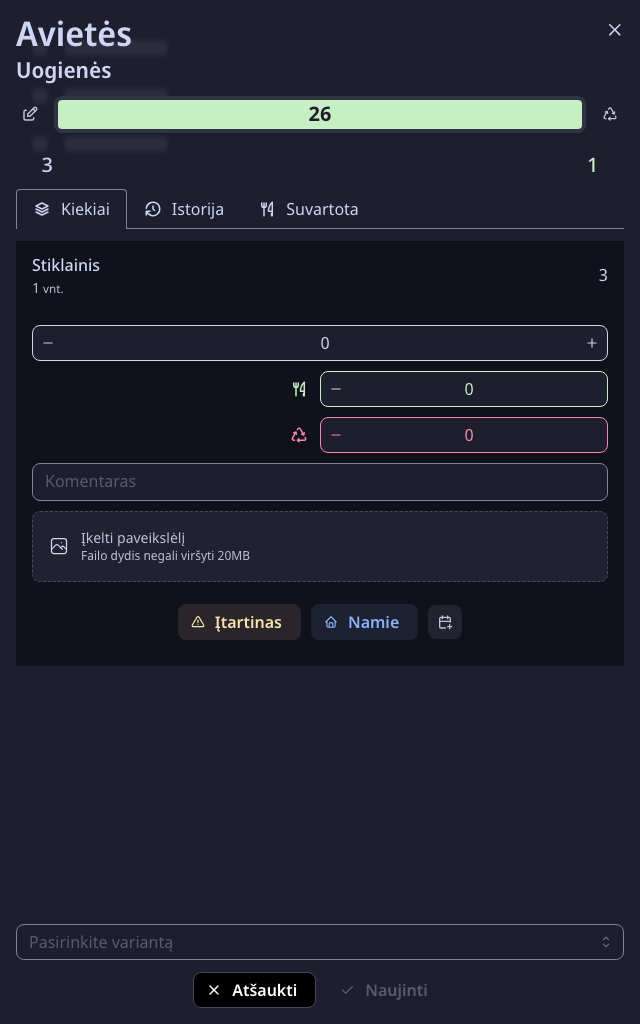 Avietės
Uogienės
26
3
1
Kiekiai
Istorija
Suvartota
Stiklainis
1 vnt.
3
0
0
0
Komentaras
Įkelti paveikslėlį
Failo dydis negali viršyti 20MB
Įtartinas
Namie
Pasirinkite variantą
Atšaukti
Naujinti